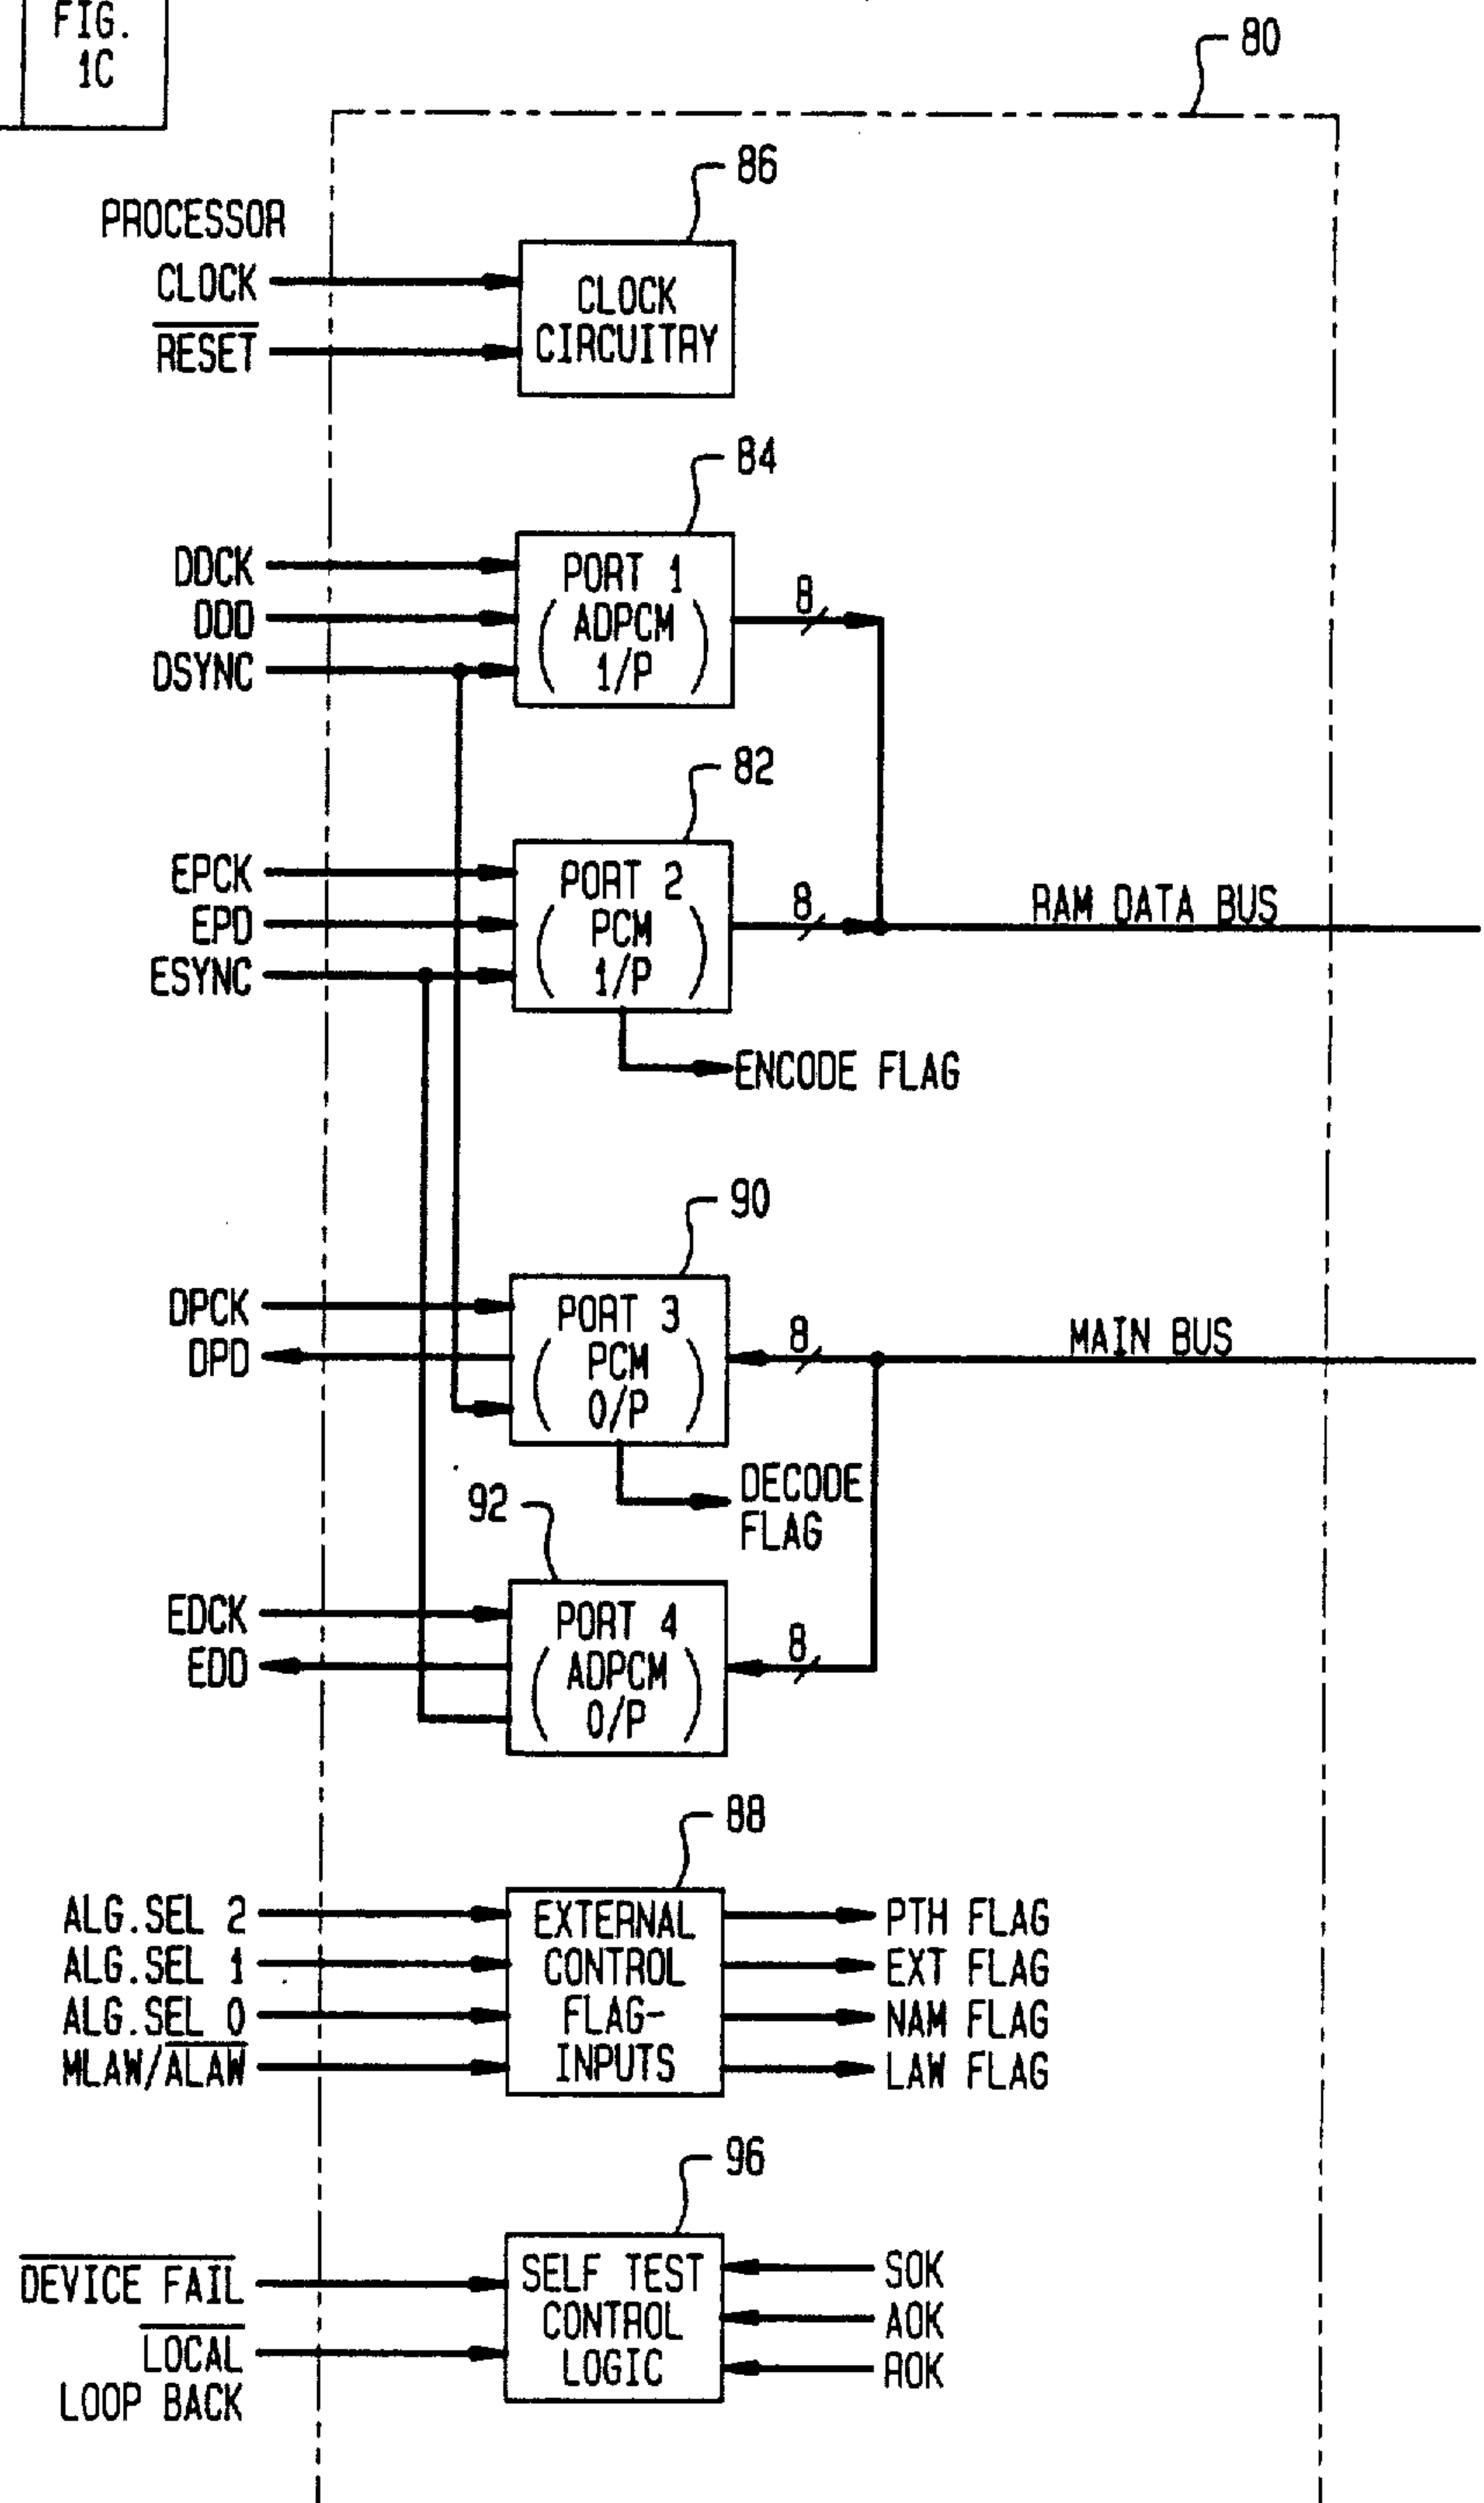 FIG.
1C
80
86
PROCESSOR
CLOCK
RESET
CLOCK
CIRCUITRY
84
DDCK
DDD
DSYNC
PORT 1
( ADPCM )
1/P
8
82
EPCK
EPD
ESYNC
PORT 2
( PCM )
1/P
8
RAM DATA BUS
ENCODE FLAG
90
DPCK
DPD
PORT 3
( PCM )
O/P
8
MAIN BUS
DECODE
FLAG
92
EDCK
EDD
PORT 4
( ADPCM )
O/P
8
88
ALG.SEL 2
ALG.SEL 1
ALG.SEL 0
MLAW/ALAW
EXTERNAL
CONTROL
FLAG-
INPUTS
PTH FLAG
EXT FLAG
NAM FLAG
LAW FLAG
96
DEVICE FAIL
LOCAL
LOOP BACK
SELF TEST
CONTROL
LOGIC
SOK
AOK
ROK